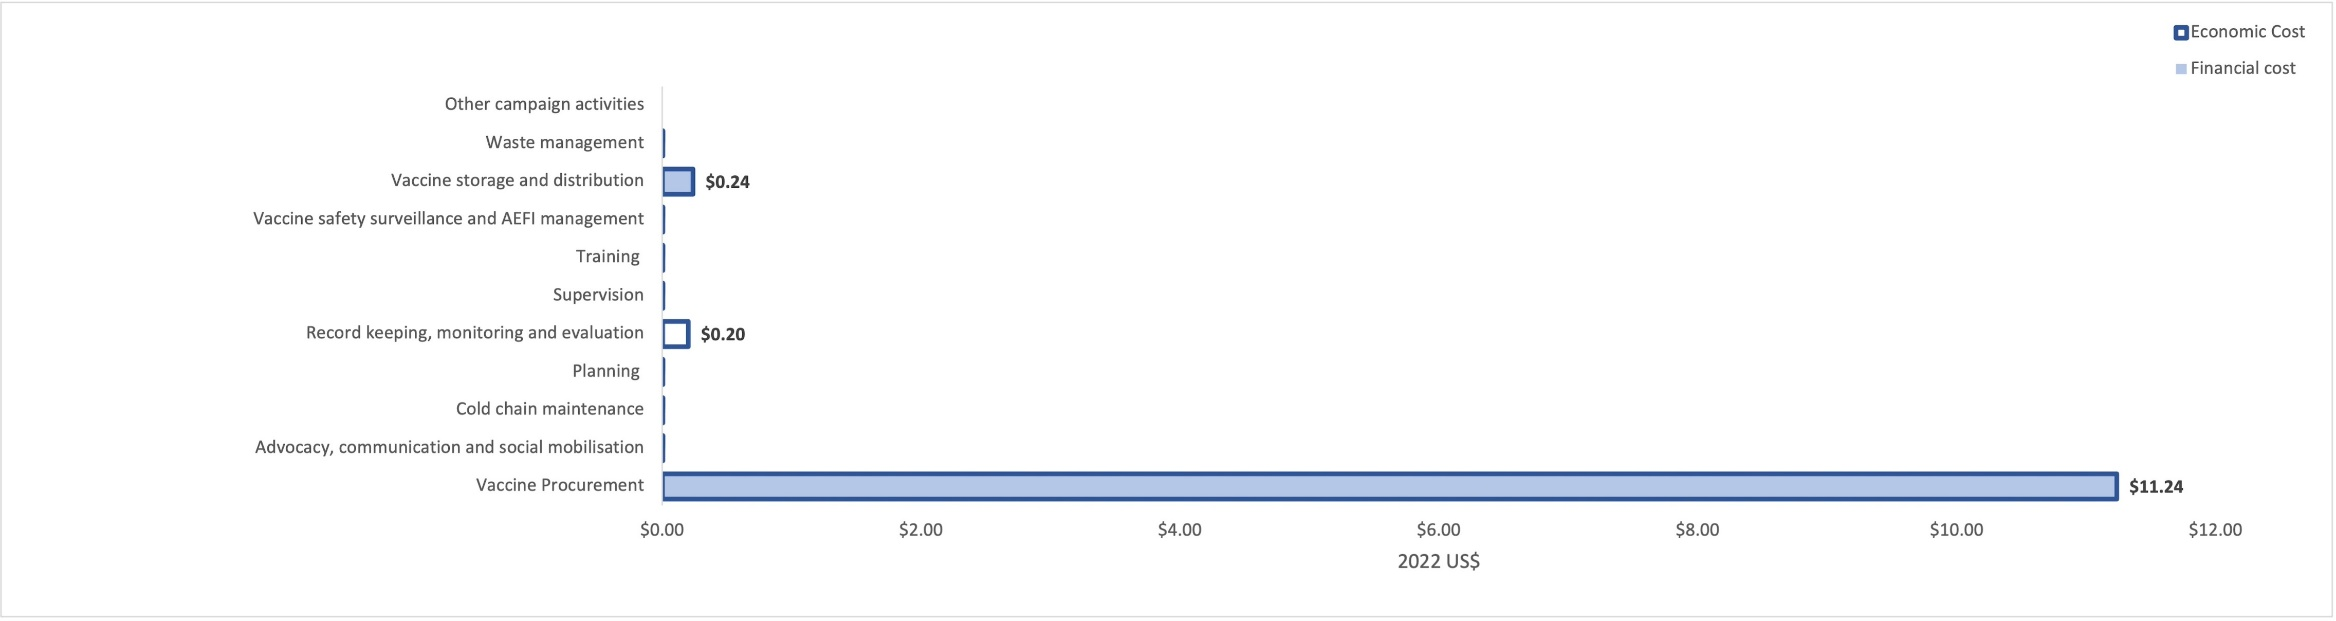 Economic Cost
Financial cost
Other campaign activities
Waste management
Vaccine storage and distribution
$0.24
Vaccine safety surveillance and AEFI management
Training
Supervision
Record keeping, monitoring and evaluation
$0.20
Planning
Cold chain maintenance
Advocacy, communication and social mobilisation
Vaccine Procurement
$11.24
$0.00 $2.00 $4.00 $6.00 $8.00 $10.00 $12.00
2022 US$